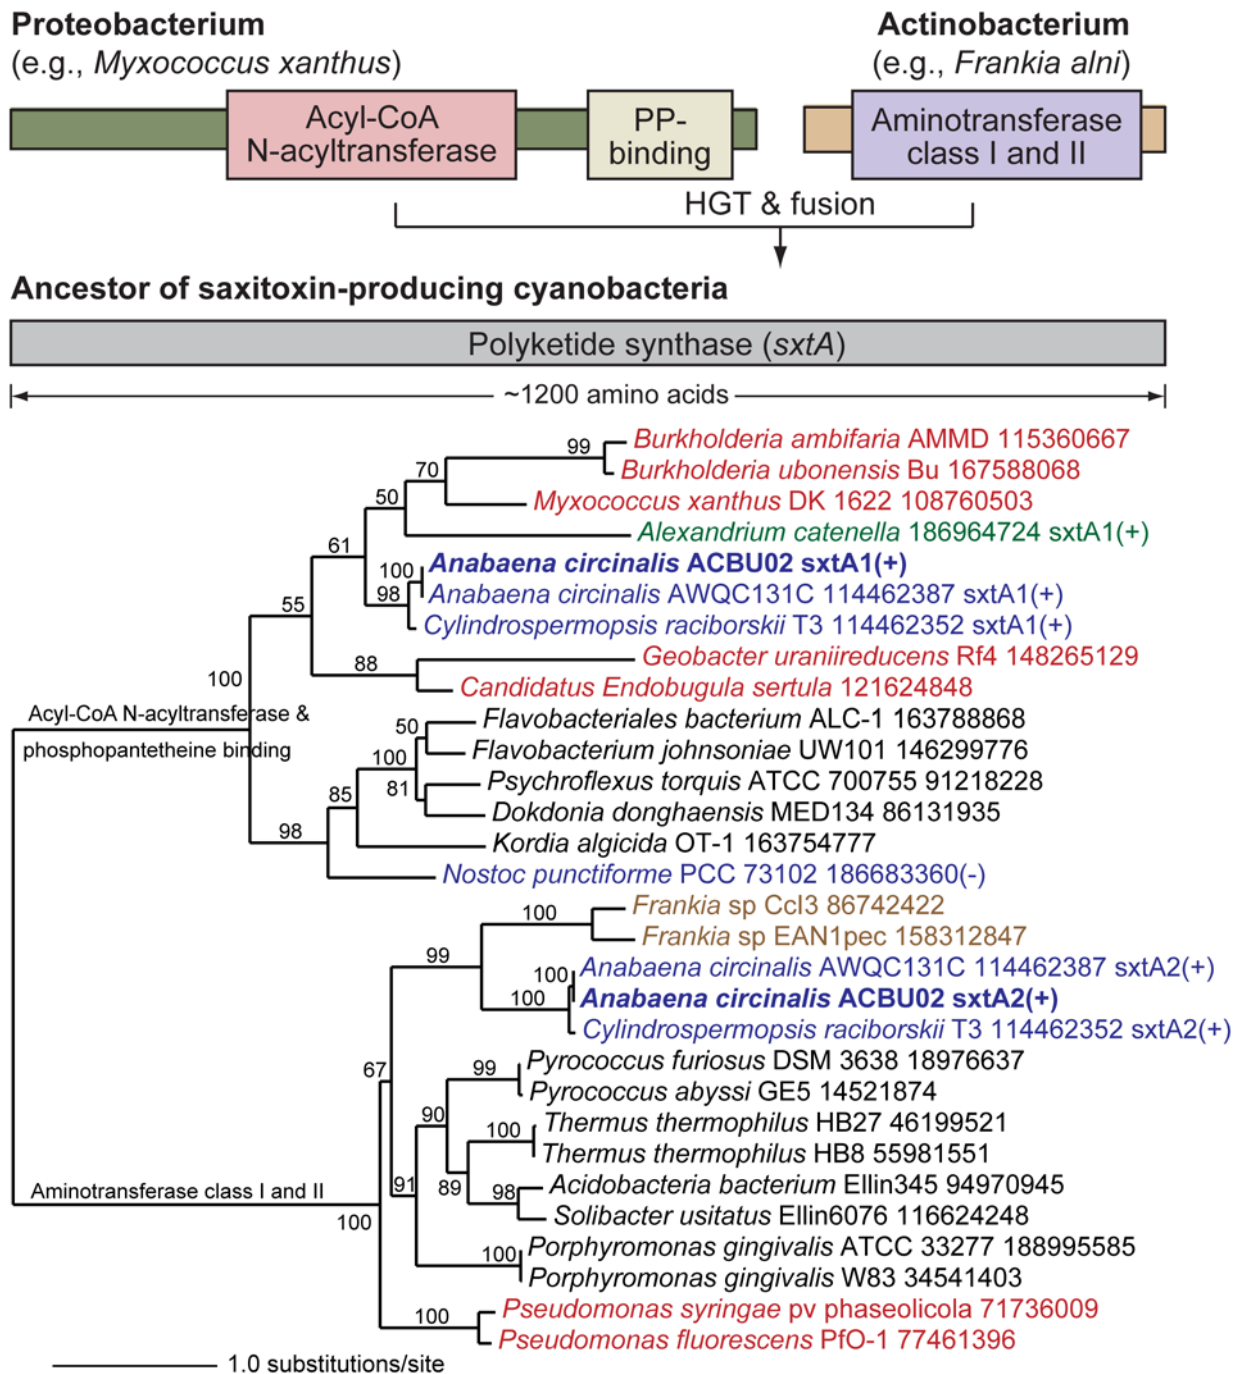 Proteobacterium
(e.g., Myxococcus xanthus)
Actinobacterium
(e.g., Frankia alni)
Acyl-CoA
N-acyltransferase
PP-
binding
Aminotransferase
class I and II
HGT & fusion
Ancestor of saxitoxin-producing cyanobacteria
Polyketide synthase (sxtA)
~1200 amino acids
99
Burkholderia ambifaria AMMD 115360667
70
Burkholderia ubonensis Bu 167588068
50
Myxococcus xanthus DK 1622 108760503
Alexandrium catenella 186964724 sxtA1(+)
61
Anabaena circinalis ACBU02 sxtA1(+)
100
98
Anabaena circinalis AWQC131C 114462387 sxtA1(+)
55
Cylindrospermopsis raciborskii T3 114462352 sxtA1(+)
88
Geobacter uraniireducens Rf4 148265129
100
Candidatus Endobugula sertula 121624848
Acyl-CoA N-acyltransferase &
phosphopantetheine binding
50
Flavobacteriales bacterium ALC-1 163788868
100
Flavobacterium johnsoniae UW101 146299776
81
Psychroflexus torquis ATCC 700755 91218228
85
Dokdonia donghaensis MED134 86131935
98
Kordia algicida OT-1 163754777
Nostoc punctiforme PCC 73102 186683360(-)
100
Frankia sp CcI3 86742422
Frankia sp EAN1pec 158312847
99
100
Anabaena circinalis AWQC131C 114462387 sxtA2(+)
100
Anabaena circinalis ACBU02 sxtA2(+)
Cylindrospermopsis raciborskii T3 114462352 sxtA2(+)
67
99
Pyrococcus furiosus DSM 3638 18976637
Pyrococcus abyssi GE5 14521874
90
100
Thermus thermophilus HB27 46199521
Thermus thermophilus HB8 55981551
91
89
98
Acidobacteria bacterium Ellin345 94970945
Aminotransferase class I and II
100
Solibacter usitatus Ellin6076 116624248
100
Porphyromonas gingivalis ATCC 33277 188995585
Porphyromonas gingivalis W83 34541403
100
Pseudomonas syringae pv phaseolicola 71736009
Pseudomonas fluorescens PfO-1 77461396
1.0 substitutions/site